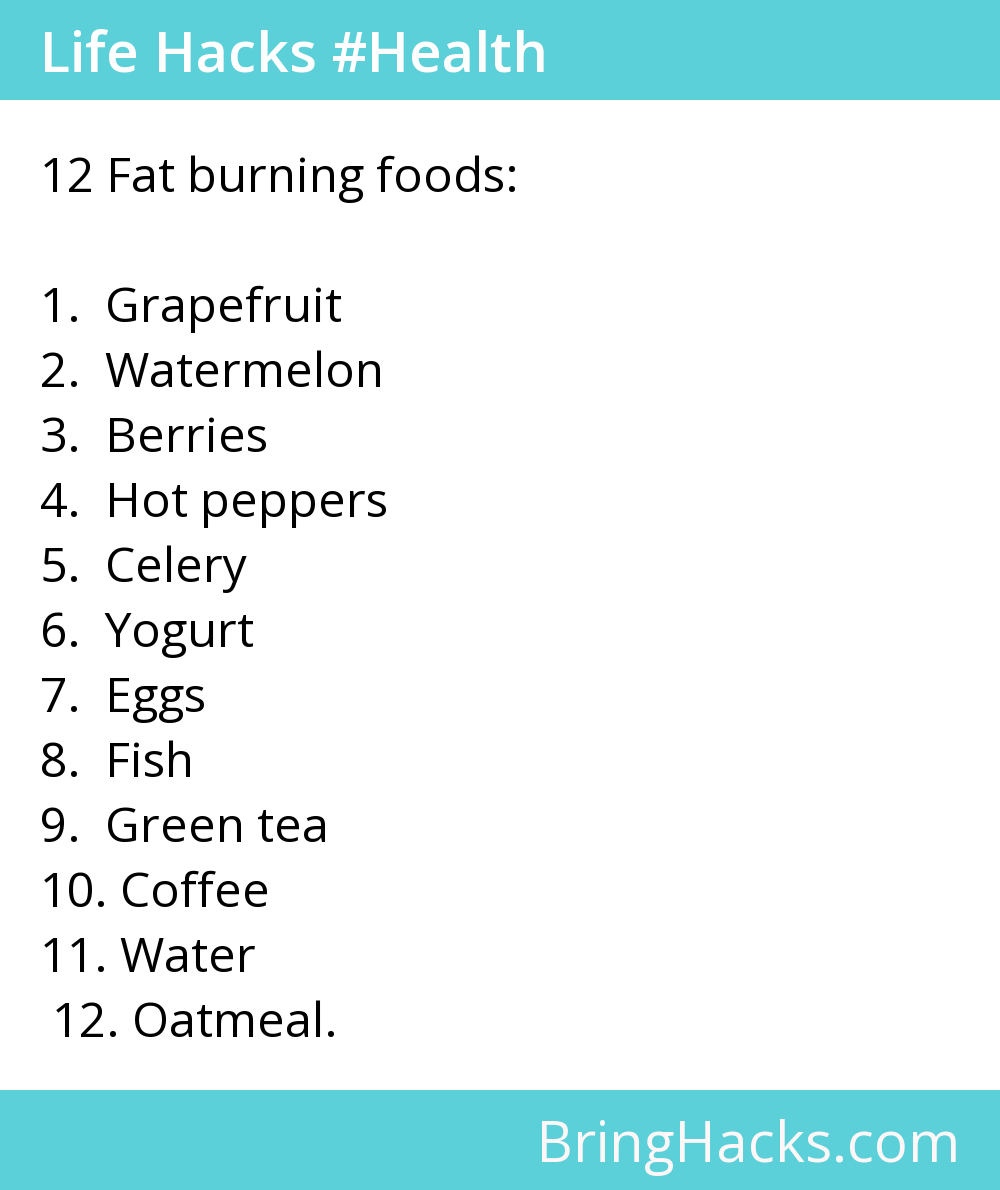 Life Hacks #Health
12 Fat burning foods:
1. Grapefruit
2. Watermelon
3. Berries
4. Hot peppers
5. Celery
6. Yogurt
7. Eggs
8. Fish
9. Green tea
10. Coffee
11. Water
12. Oatmeal.
BringHacks.com